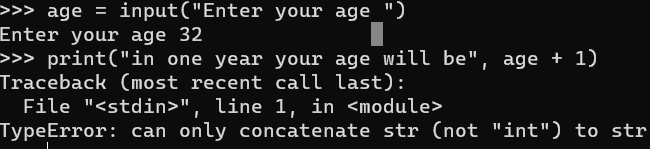 >>> age = input("Enter your age ")
Enter your age 32
>>> print("in one year your age will be", age + 1)
Traceback (most recent call last):
  File "<stdin>", line 1, in <module>
TypeError: can only concatenate str (not "int") to str